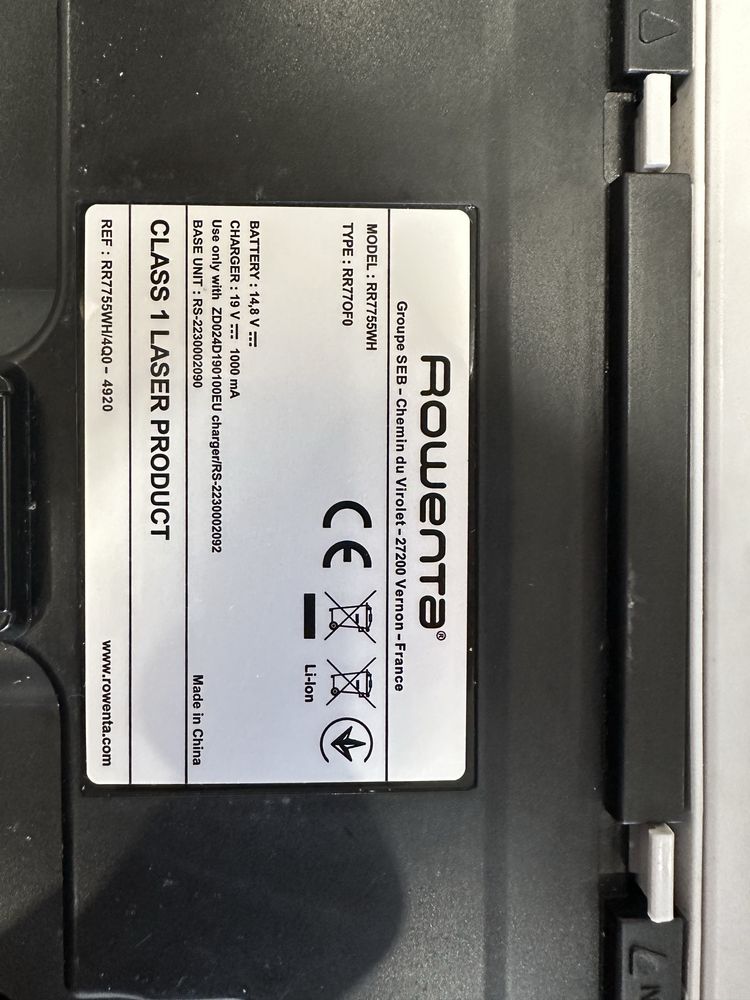 Rowenta®
Groupe SEB - Chemin du Virolet - 27200 Vernon - France
MODEL : RR7755WH
TYPE : RR77OF0
Li-Ion
BATTERY : 14,8 V
CHARGER : 19 V 1000 mA
Use only with ZD024D190100EU charger/RS-2230002092
BASE UNIT : RS-2230002090
Made in China
CLASS 1 LASER PRODUCT
REF : RR7755WH/4Q0 - 4920
www.rowenta.com